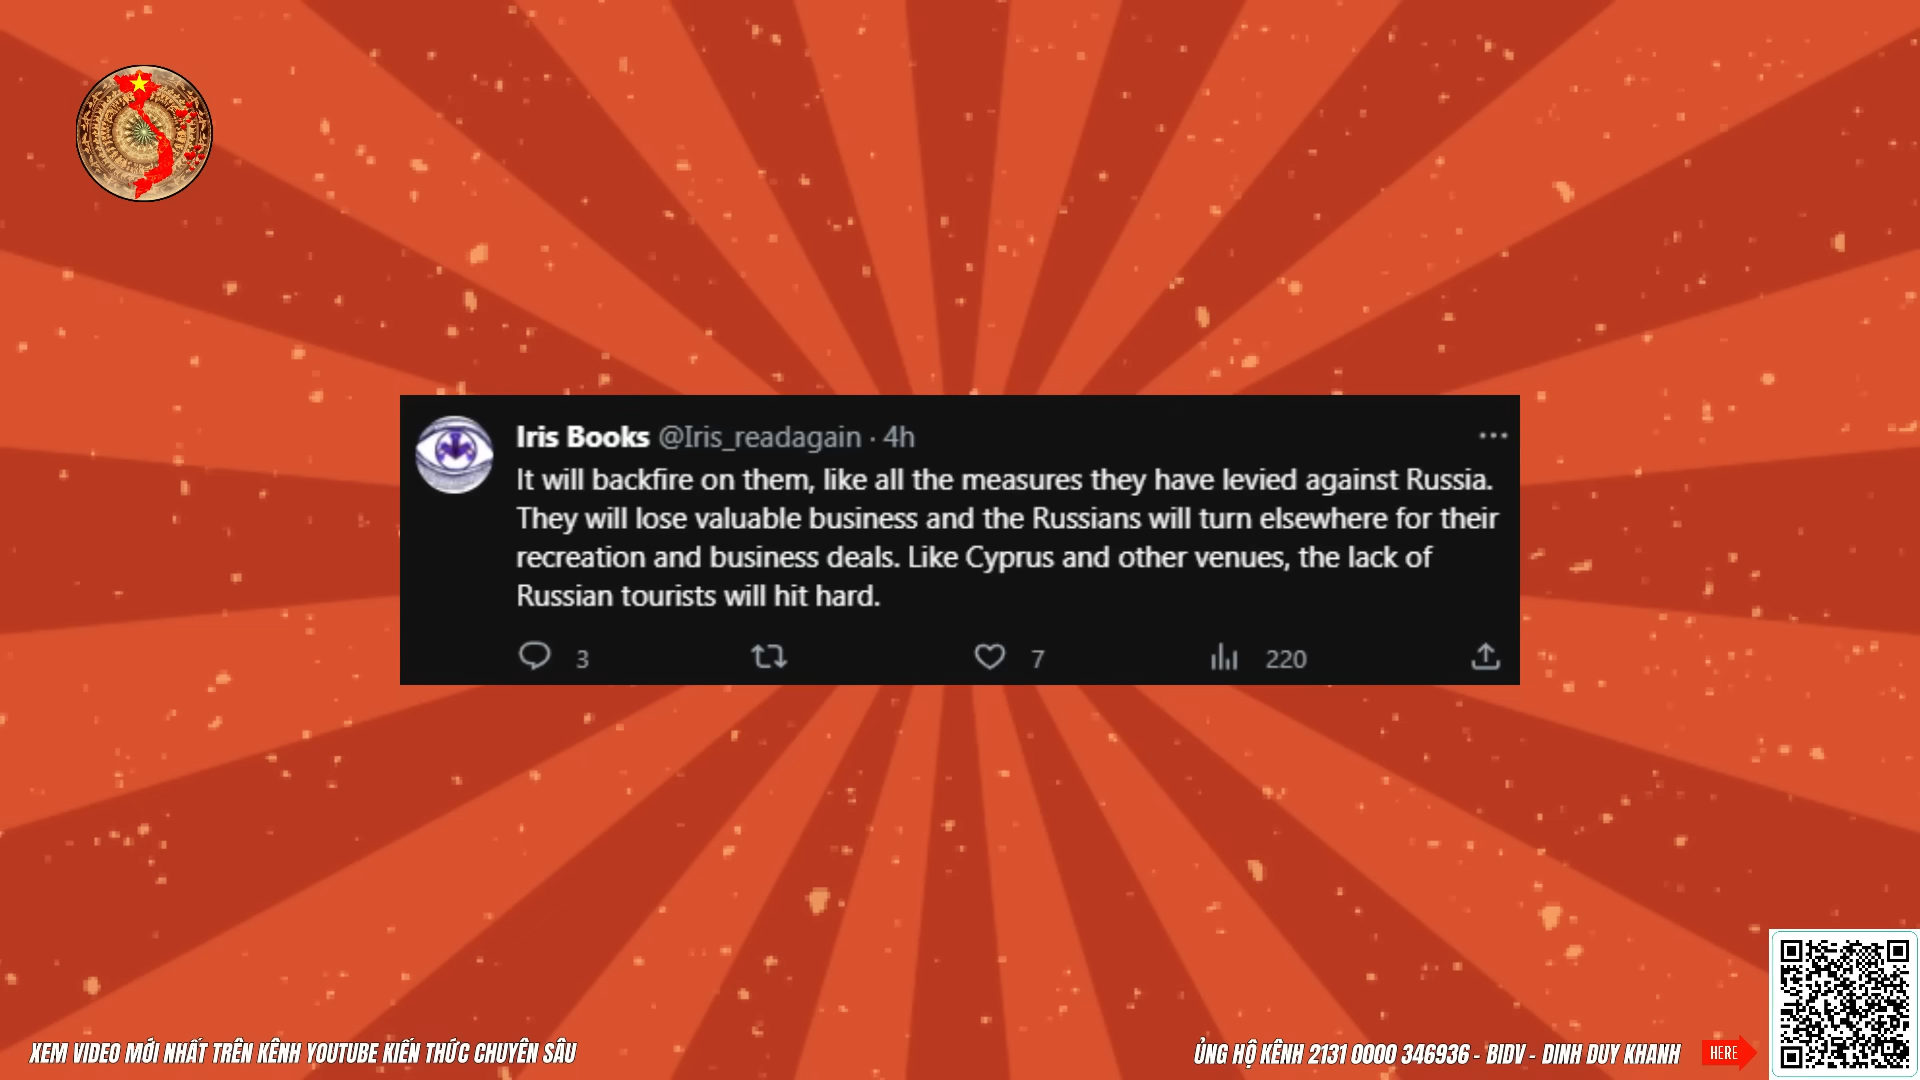 Iris Books @Iris_readagain · 4h
It will backfire on them, like all the measures they have levied against Russia.
They will lose valuable business and the Russians will turn elsewhere for their
recreation and business deals. Like Cyprus and other venues, the lack of
Russian tourists will hit hard.
3 7 220
XEM VIDEO MỚI NHẤT TRÊN KÊNH YOUTUBE KIẾN THỨC CHUYÊN SÂU
ỦNG HỘ KÊNH 2131 0000 346936 - BIDV - DINH DUY KHANH
HERE